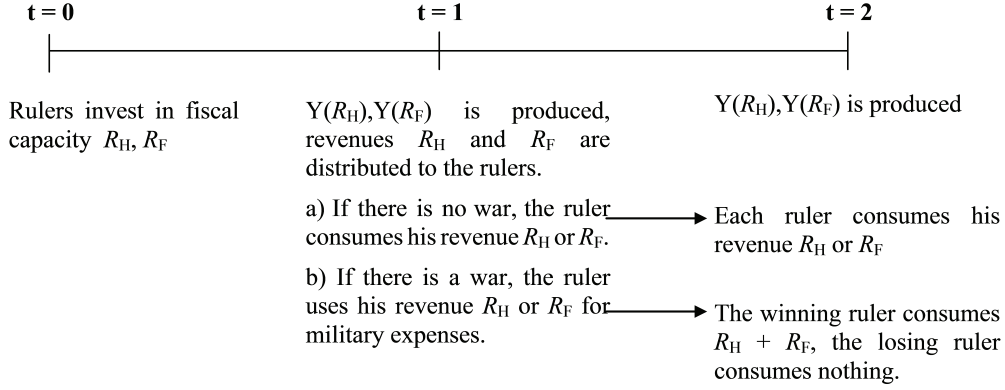 t = 0
t = 1
t = 2
Rulers invest in fiscal
capacity R_H, R_F
Y(R_H),Y(R_F) is produced,
revenues R_H and R_F are
distributed to the rulers.
a) If there is no war, the ruler
consumes his revenue R_H or R_F.
b) If there is a war, the ruler
uses his revenue R_H or R_F for
military expenses.
Y(R_H),Y(R_F) is produced
Each ruler consumes his
revenue R_H or R_F
The winning ruler consumes
R_H + R_F, the losing ruler
consumes nothing.